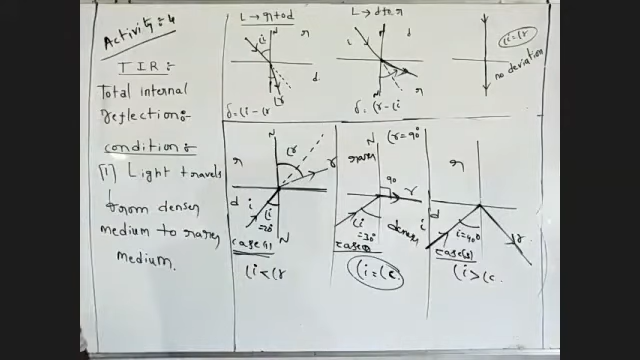 Activity:- 4
TIR:-
Total internal
reflection:-
condition:-
(1) Light travels
from denser
medium to rarer
medium.
L → r to d
N
i
(i
r
d.
(r
δ = (i - (r
L → d to r
N
i
d
r
δ: (r - (i
(i = (r
no deviation
N
(r
r
r
d
i
(i
=20°
N
case(1)
(i < (r
N
(r = 90°
rarer
90
r
i
(i
=30°
denser
case(2)
(i = (c
r
d
i
i=40°
r
case(3)
(i > (c.